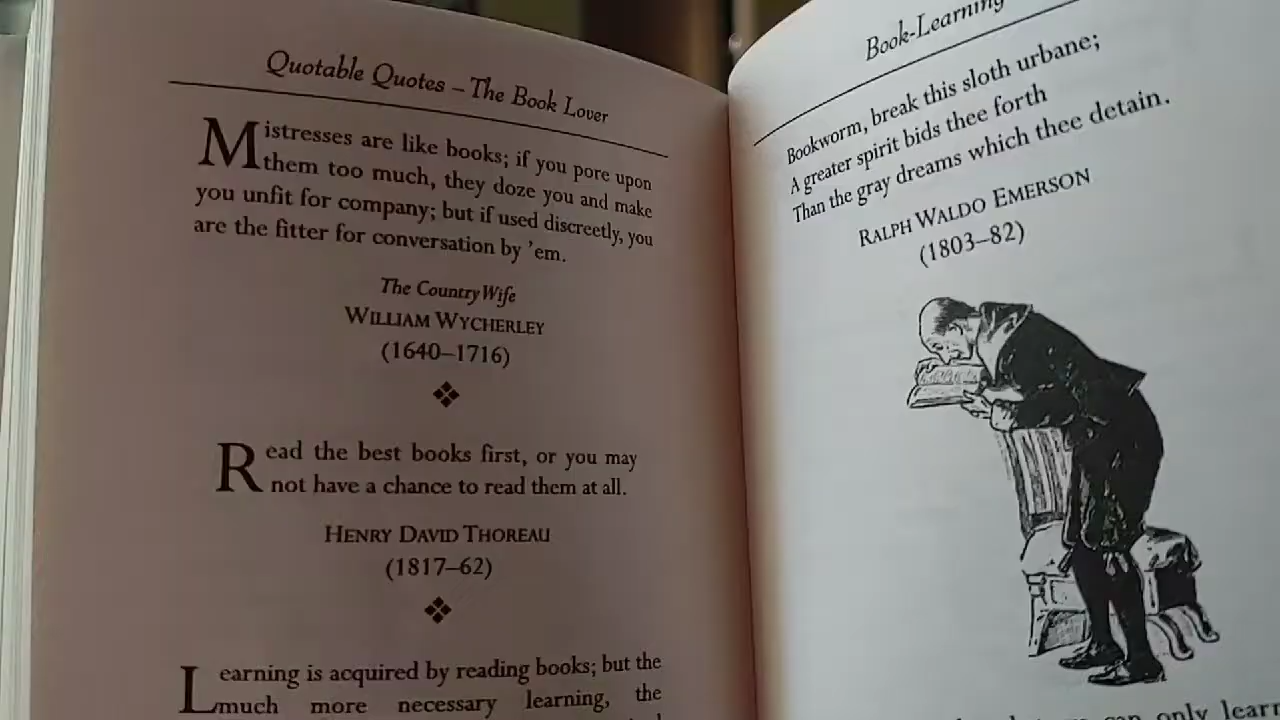 Quotable Quotes – The Book Lover
Mistresses are like books; if you pore upon
them too much, they doze you and make
you unfit for company; but if used discreetly, you
are the fitter for conversation by ’em.
The Country Wife
WILLIAM WYCHERLEY
(1640–1716)
Read the best books first, or you may
not have a chance to read them at all.
HENRY DAVID THOREAU
(1817–62)
Learning is acquired by reading books; but the
much more necessary learning, the
Book-Learning
Bookworm, break this sloth urbane;
A greater spirit bids thee forth
Than the gray dreams which thee detain.
RALPH WALDO EMERSON
(1803–82)
can only learn